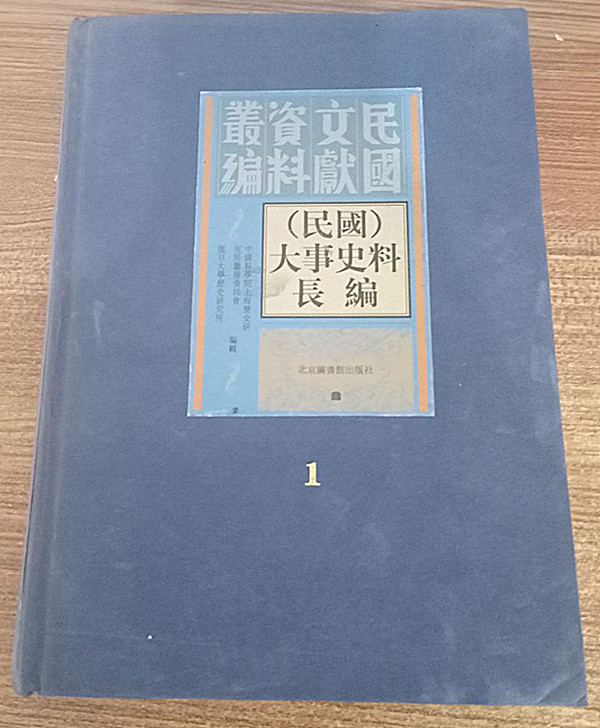 民國
文獻
資料
叢編
（民國）
大事史料
長編
中國科學院上海歷史研
究所籌備委員會
復旦大學歷史研究所
編輯
北京圖書館出版社
1